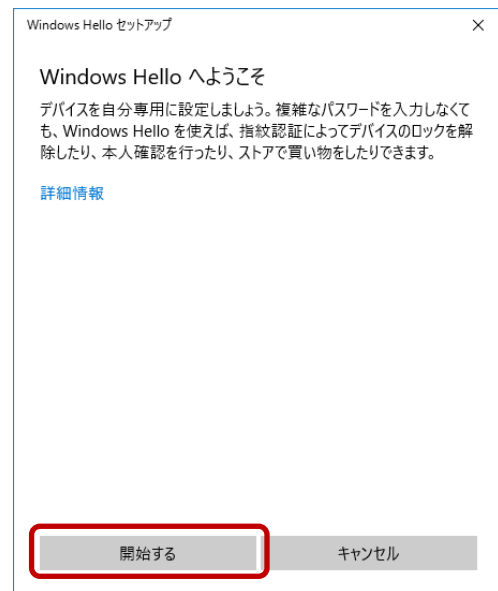 Windows Hello セットアップ
Windows Hello へようこそ
デバイスを自分専用に設定しましょう。複雑なパスワードを入力しなくて
も、Windows Hello を使えば、指紋認証によってデバイスのロックを解
除したり、本人確認を行ったり、ストアで買い物をしたりできます。
詳細情報
開始する
キャンセル